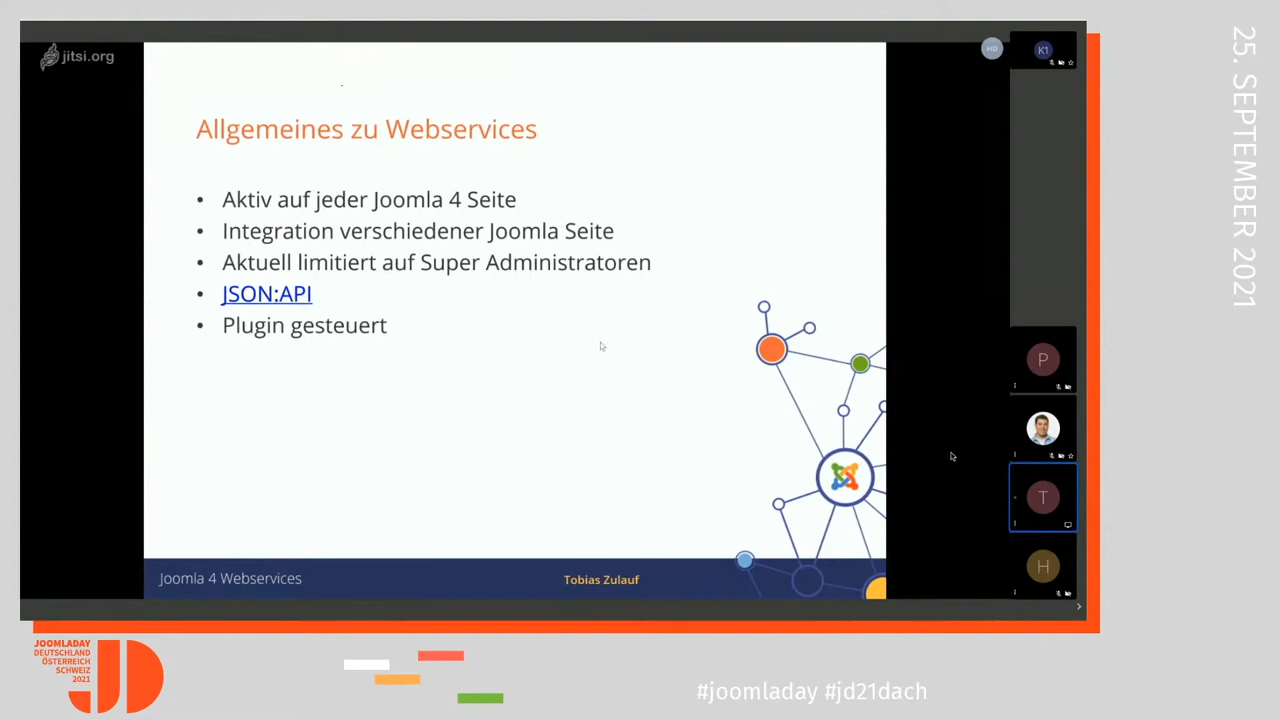 jitsi.org
HD
K1
Allgemeines zu Webservices
• Aktiv auf jeder Joomla 4 Seite
• Integration verschiedener Joomla Seite
• Aktuell limitiert auf Super Administratoren
• JSON:API
• Plugin gesteuert
P
T
H
Joomla 4 Webservices
Tobias Zulauf
25. SEPTEMBER 2021
JOOMLADAY
DEUTSCHLAND
ÖSTERREICH
SCHWEIZ
2021
JD
#joomladay #jd21dach